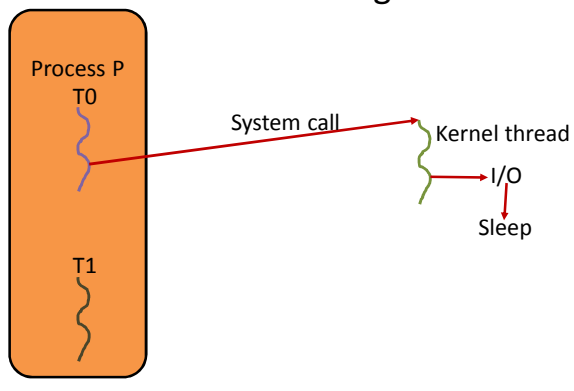 Process P
T0
System call
Kernel thread
I/O
Sleep
T1